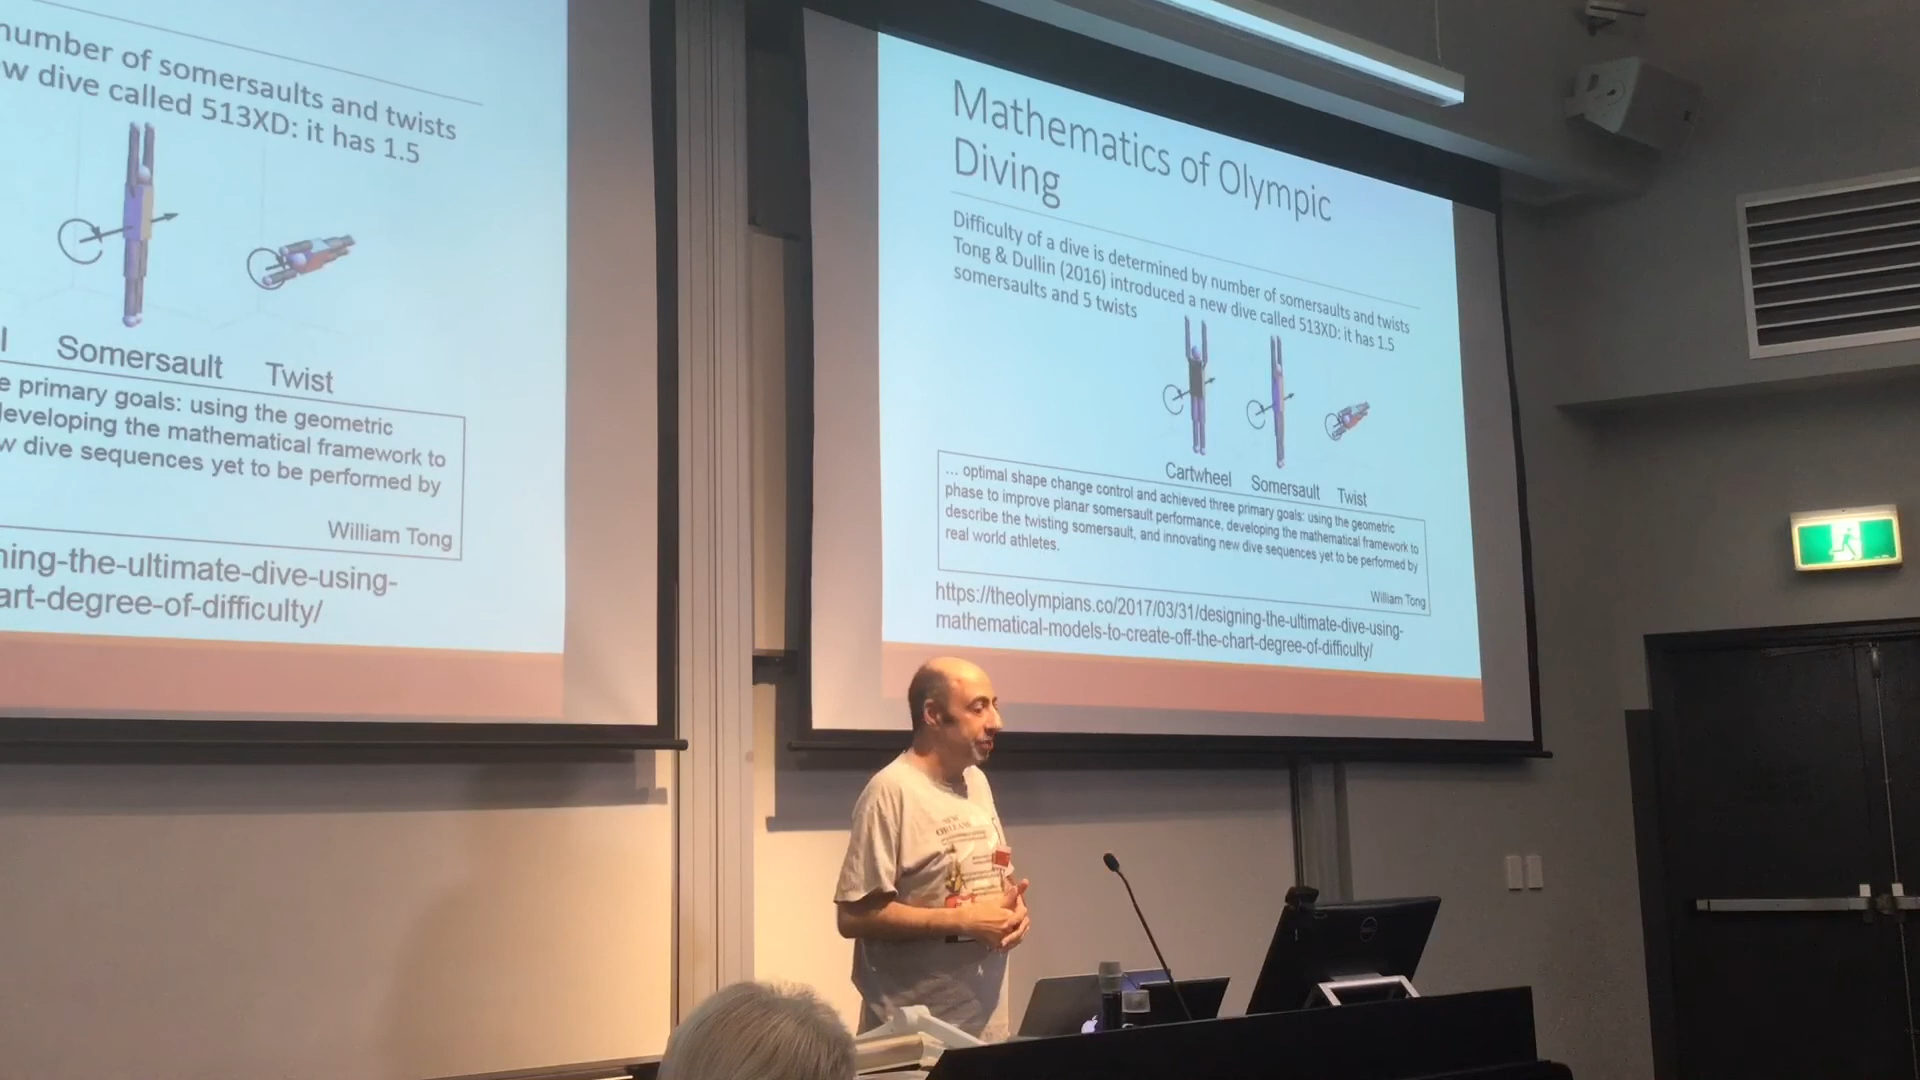 number of somersaults and twists
w dive called 513XD: it has 1.5
l Somersault Twist
e primary goals: using the geometric
developing the mathematical framework to
w dive sequences yet to be performed by
William Tong
ning-the-ultimate-dive-using-
art-degree-of-difficulty/
Mathematics of Olympic
Diving
Difficulty of a dive is determined by number of somersaults and twists
Tong & Dullin (2016) introduced a new dive called 513XD: it has 1.5
somersaults and 5 twists
Cartwheel Somersault Twist
... optimal shape change control and achieved three primary goals: using the geometric
phase to improve planar somersault performance, developing the mathematical framework to
describe the twisting somersault, and innovating new dive sequences yet to be performed by
real world athletes.
William Tong
https://theolympians.co/2017/03/31/designing-the-ultimate-dive-using-
mathematical-models-to-create-off-the-chart-degree-of-difficulty/
NEW
ORLEANS
DELL